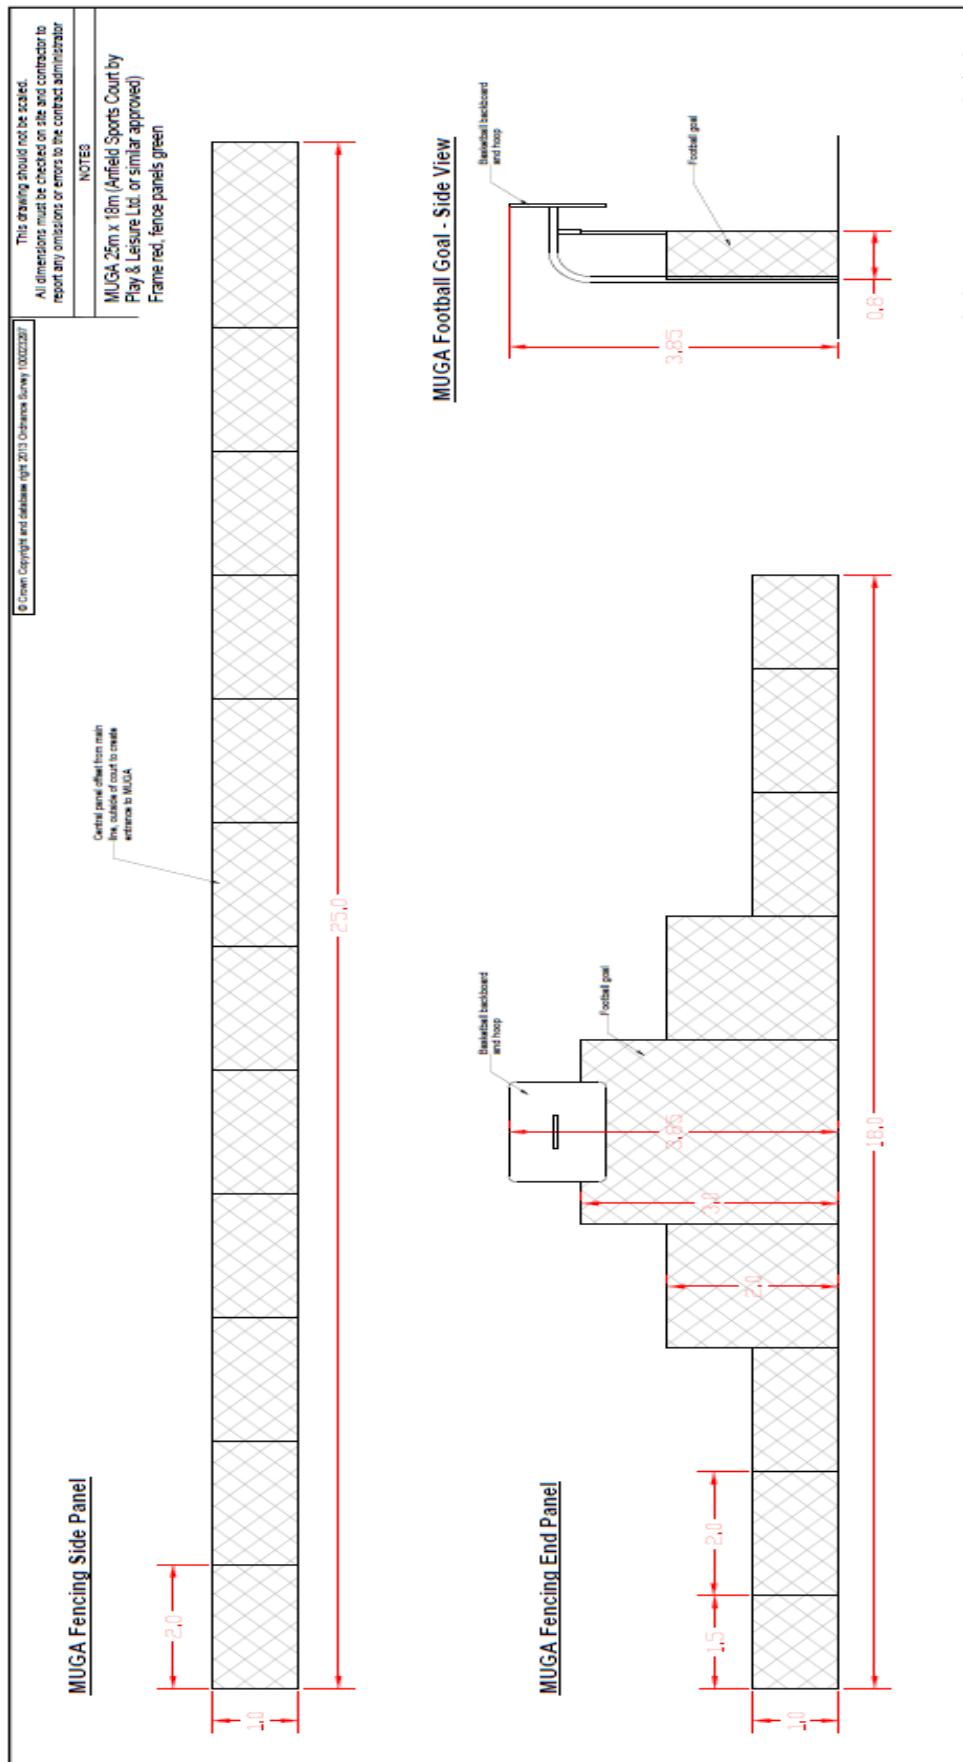 This drawing should not be scaled.
All dimensions must be checked on site and contractor to
report any omissions or errors to the contract administrator
NOTES
MUGA 25m x 18m (Anfield Sports Court by
Play & Leisure Ltd. or similar approved)
Frame red, fence panels green
© Crown Copyright and database right 2013 Ordnance Survey 100023297
MUGA Fencing Side Panel
Central panel offset from main
line, outside of court to create
entrance to MUGA
2.0
1.0
25.0
MUGA Fencing End Panel
Basketball backboard
and hoop
Football goal
1.5
2.0
1.0
2.0
3.0
3.85
18.0
MUGA Football Goal - Side View
Basketball backboard
and hoop
Football goal
3.85
0.8